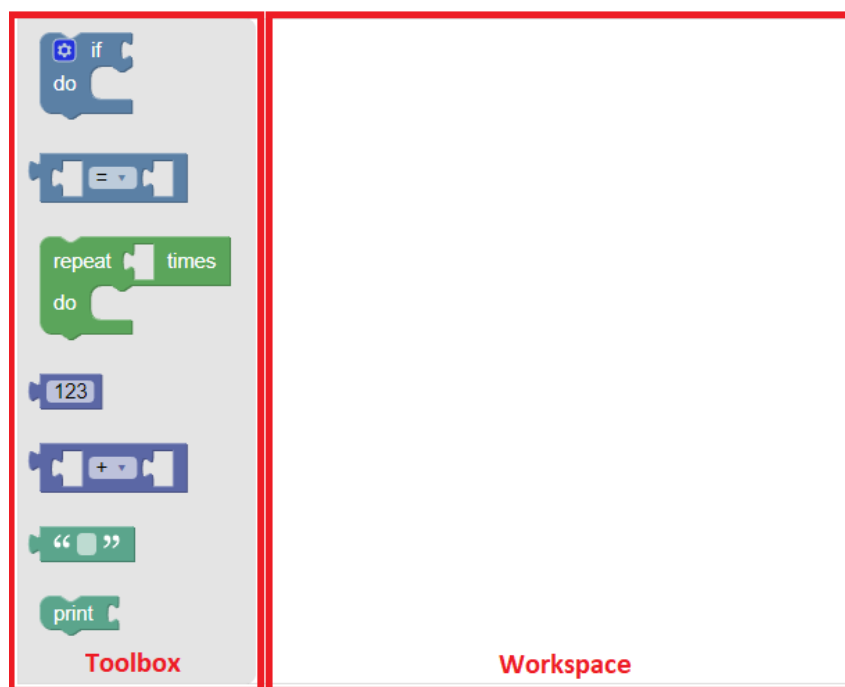 if
do
=
repeat times
do
123
+
“ ”
print
Toolbox
Workspace